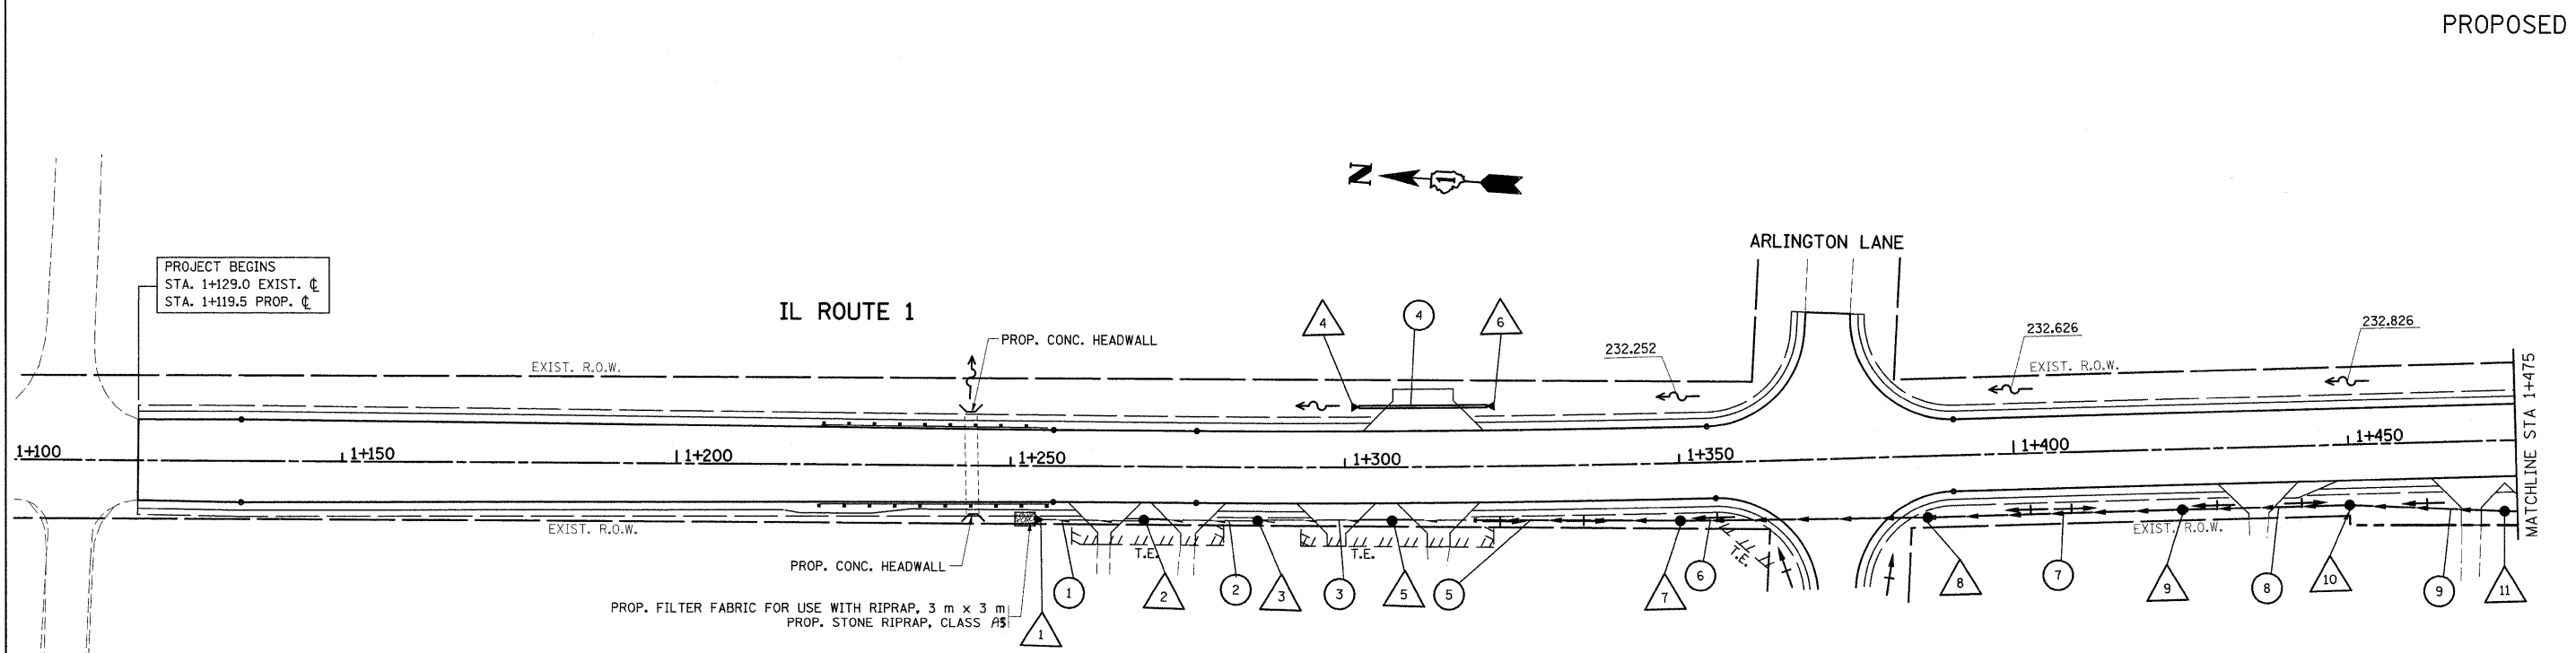 PROPOSED
N
1
ARLINGTON LANE
PROJECT BEGINS
STA. 1+129.0 EXIST. ℄
STA. 1+119.5 PROP. ℄
IL ROUTE 1
PROP. CONC. HEADWALL
4
4
6
232.252
232.626
232.826
EXIST. R.O.W.
EXIST. R.O.W.
1+100
1+150
1+200
1+250
1+300
1+350
1+400
1+450
MATCHLINE STA 1+475
EXIST. R.O.W.
EXIST. R.O.W.
T.E.
T.E.
T.E.
PROP. CONC. HEADWALL
PROP. FILTER FABRIC FOR USE WITH RIPRAP, 3 m x 3 m
PROP. STONE RIPRAP, CLASS A3
1
1
2
2
3
3
5
5
7
6
8
7
9
8
10
9
11